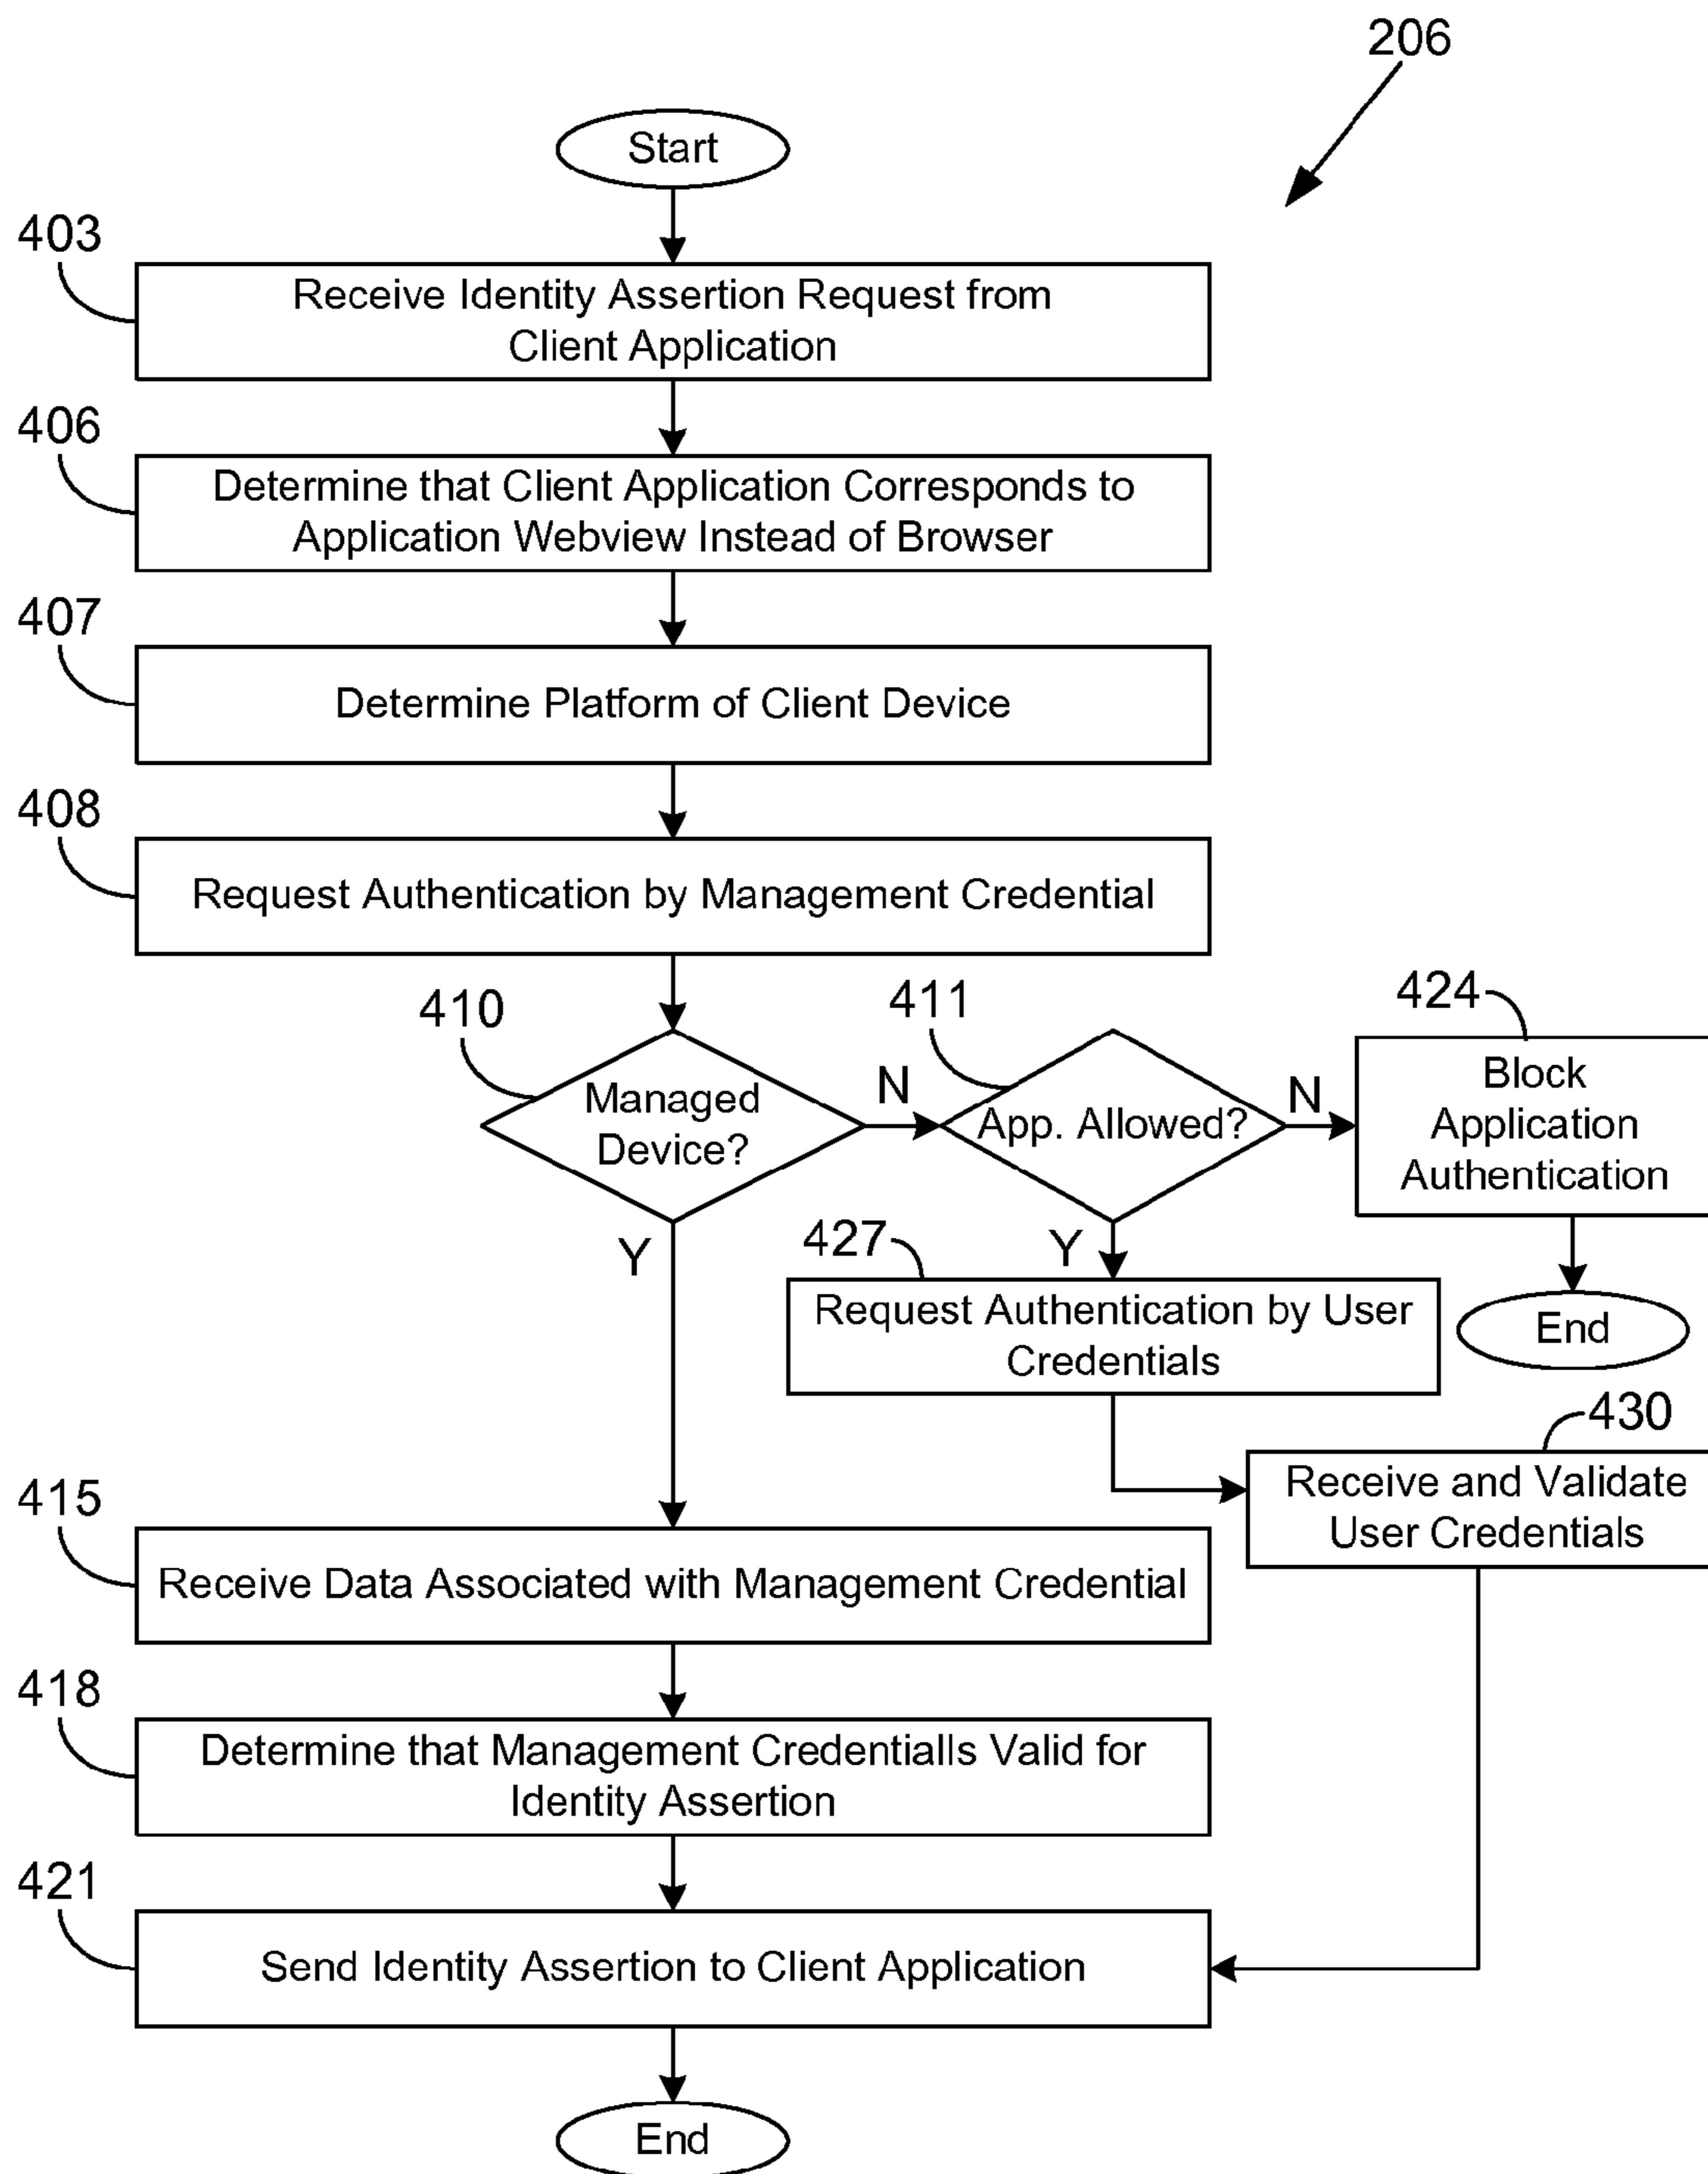 206
Start
403
Receive Identity Assertion Request from
Client Application
406
Determine that Client Application Corresponds to
Application Webview Instead of Browser
407
Determine Platform of Client Device
408
Request Authentication by Management Credential
410
Managed
Device?
N
411
App. Allowed?
N
424
Block
Application
Authentication
End
Y
Y
427
Request Authentication by User
Credentials
430
Receive and Validate
User Credentials
415
Receive Data Associated with Management Credential
418
Determine that Management CredentialIs Valid for
Identity Assertion
421
Send Identity Assertion to Client Application
End